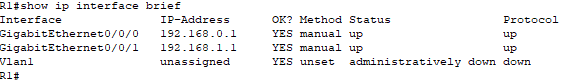 R1#show ip interface brief
Interface              IP-Address      OK? Method Status                Protocol
GigabitEthernet0/0/0   192.168.0.1     YES manual up                    up
GigabitEthernet0/0/1   192.168.1.1     YES manual up                    up
Vlan1                  unassigned      YES unset  administratively down down
R1#